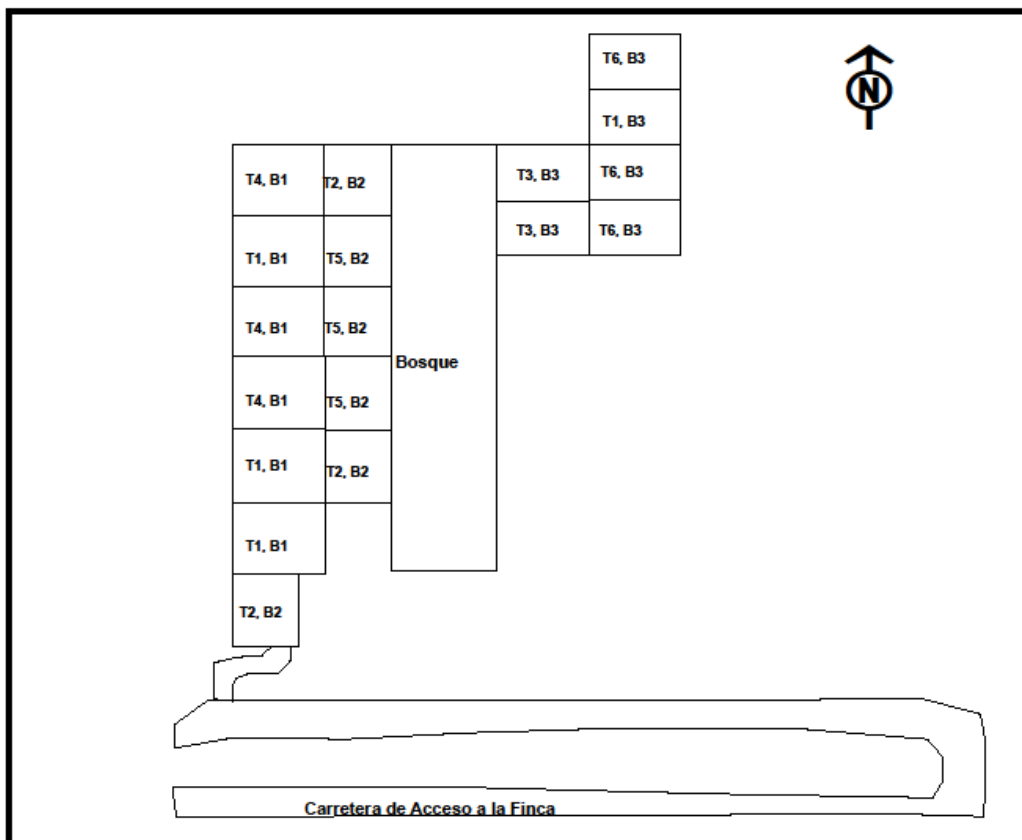 T6, B3
N
T1, B3
T4, B1
T2, B2
T3, B3
T6, B3
T3, B3
T6, B3
T1, B1
T5, B2
T4, B1
T5, B2
Bosque
T4, B1
T5, B2
T1, B1
T2, B2
T1, B1
T2, B2
Carretera de Acceso a la Finca